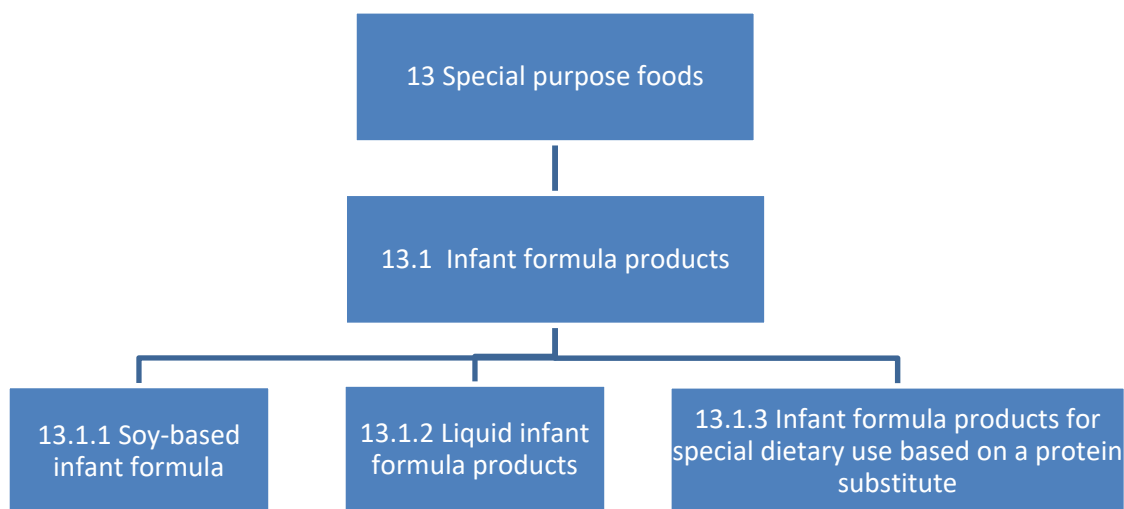 13 Special purpose foods
13.1  Infant formula products
13.1.1 Soy-based
infant formula
13.1.2 Liquid infant
formula products
13.1.3 Infant formula products for
special dietary use based on a protein
substitute